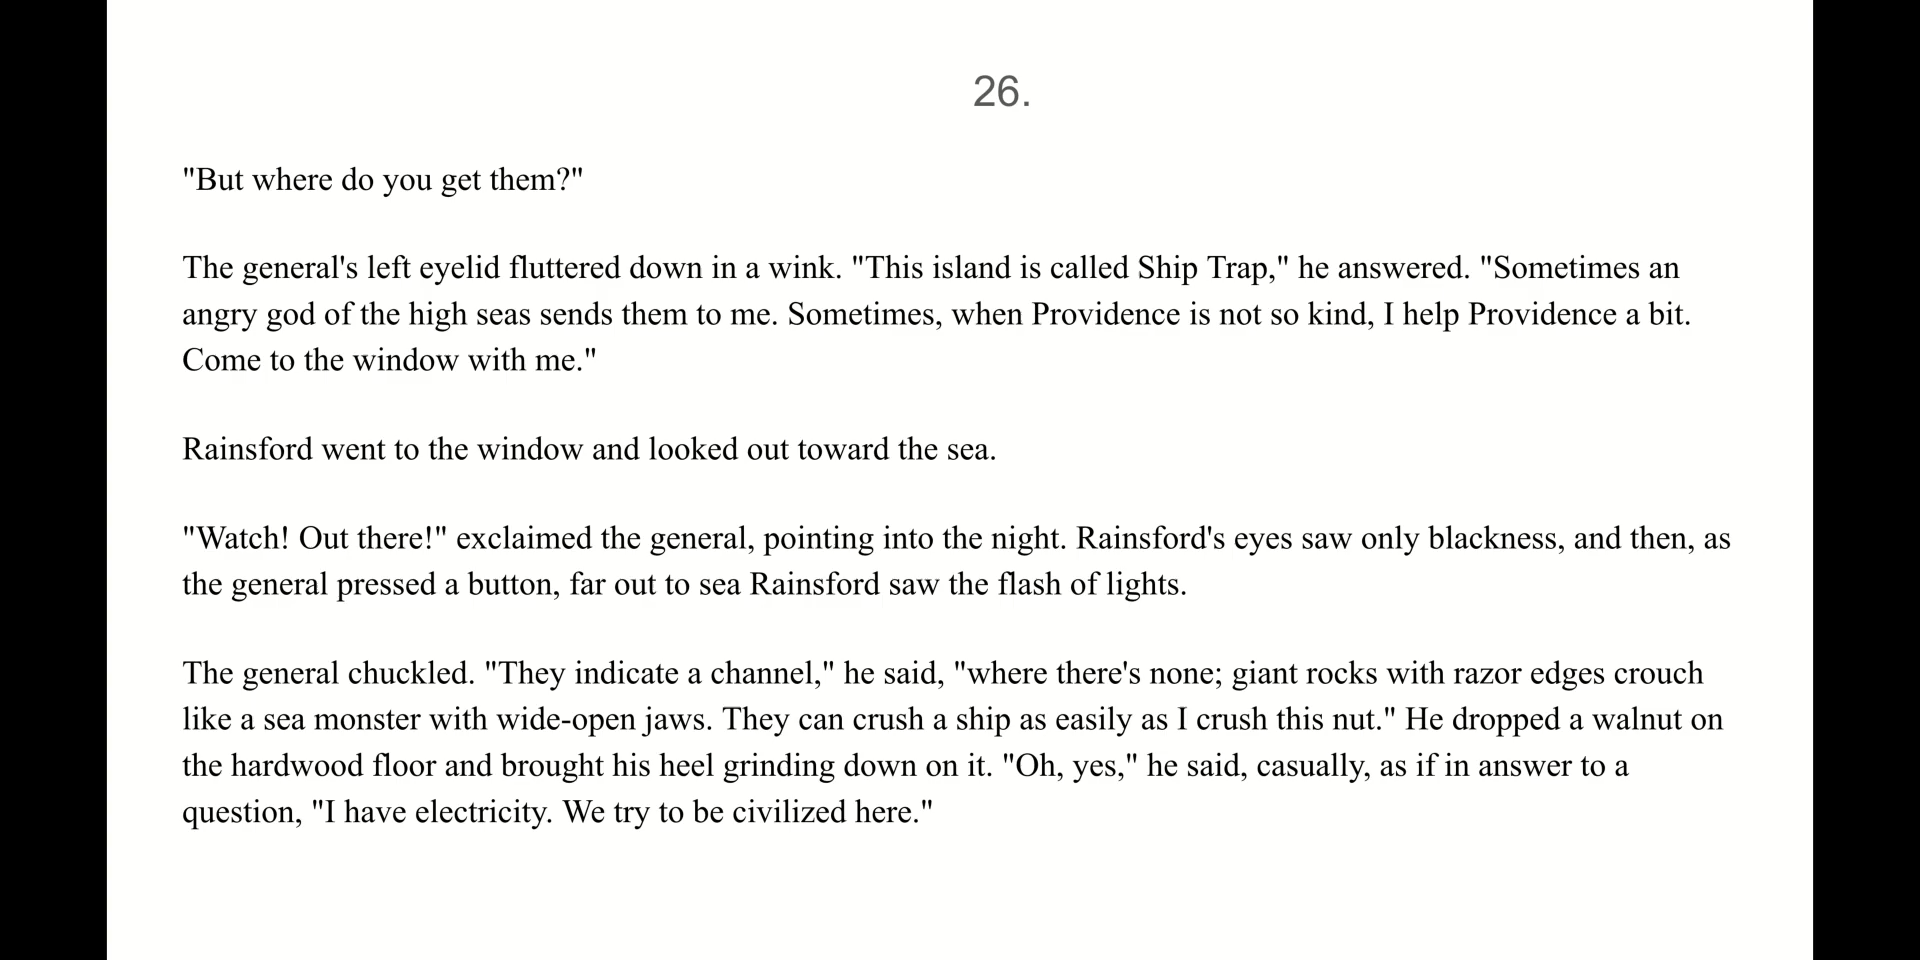 26.
"But where do you get them?"
The general's left eyelid fluttered down in a wink. "This island is called Ship Trap," he answered. "Sometimes an
angry god of the high seas sends them to me. Sometimes, when Providence is not so kind, I help Providence a bit.
Come to the window with me."
Rainsford went to the window and looked out toward the sea.
"Watch! Out there!" exclaimed the general, pointing into the night. Rainsford's eyes saw only blackness, and then, as
the general pressed a button, far out to sea Rainsford saw the flash of lights.
The general chuckled. "They indicate a channel," he said, "where there's none; giant rocks with razor edges crouch
like a sea monster with wide-open jaws. They can crush a ship as easily as I crush this nut." He dropped a walnut on
the hardwood floor and brought his heel grinding down on it. "Oh, yes," he said, casually, as if in answer to a
question, "I have electricity. We try to be civilized here."